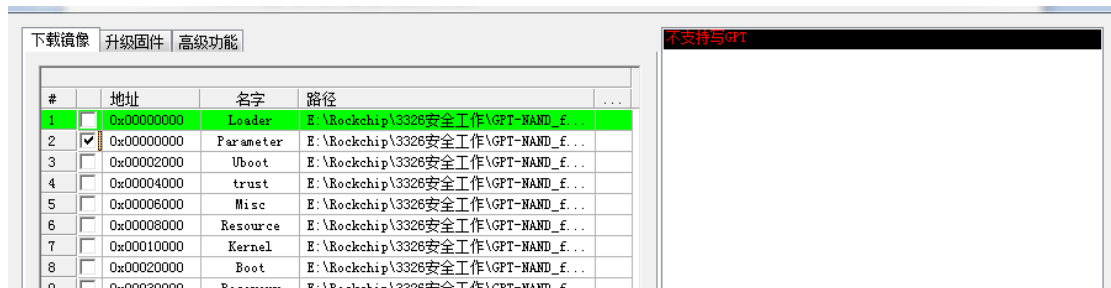 下载镜像 升级固件 高级功能
不支持写GPT
# 地址 名字 路径 ...
1 0x00000000 Loader E:\Rockchip\3326安全工作\GPT-NAND_f...
2 0x00000000 Parameter E:\Rockchip\3326安全工作\GPT-NAND_f...
3 0x00002000 Uboot E:\Rockchip\3326安全工作\GPT-NAND_f...
4 0x00004000 trust E:\Rockchip\3326安全工作\GPT-NAND_f...
5 0x00006000 Misc E:\Rockchip\3326安全工作\GPT-NAND_f...
6 0x00008000 Resource E:\Rockchip\3326安全工作\GPT-NAND_f...
7 0x00010000 Kernel E:\Rockchip\3326安全工作\GPT-NAND_f...
8 0x00020000 Boot E:\Rockchip\3326安全工作\GPT-NAND_f...